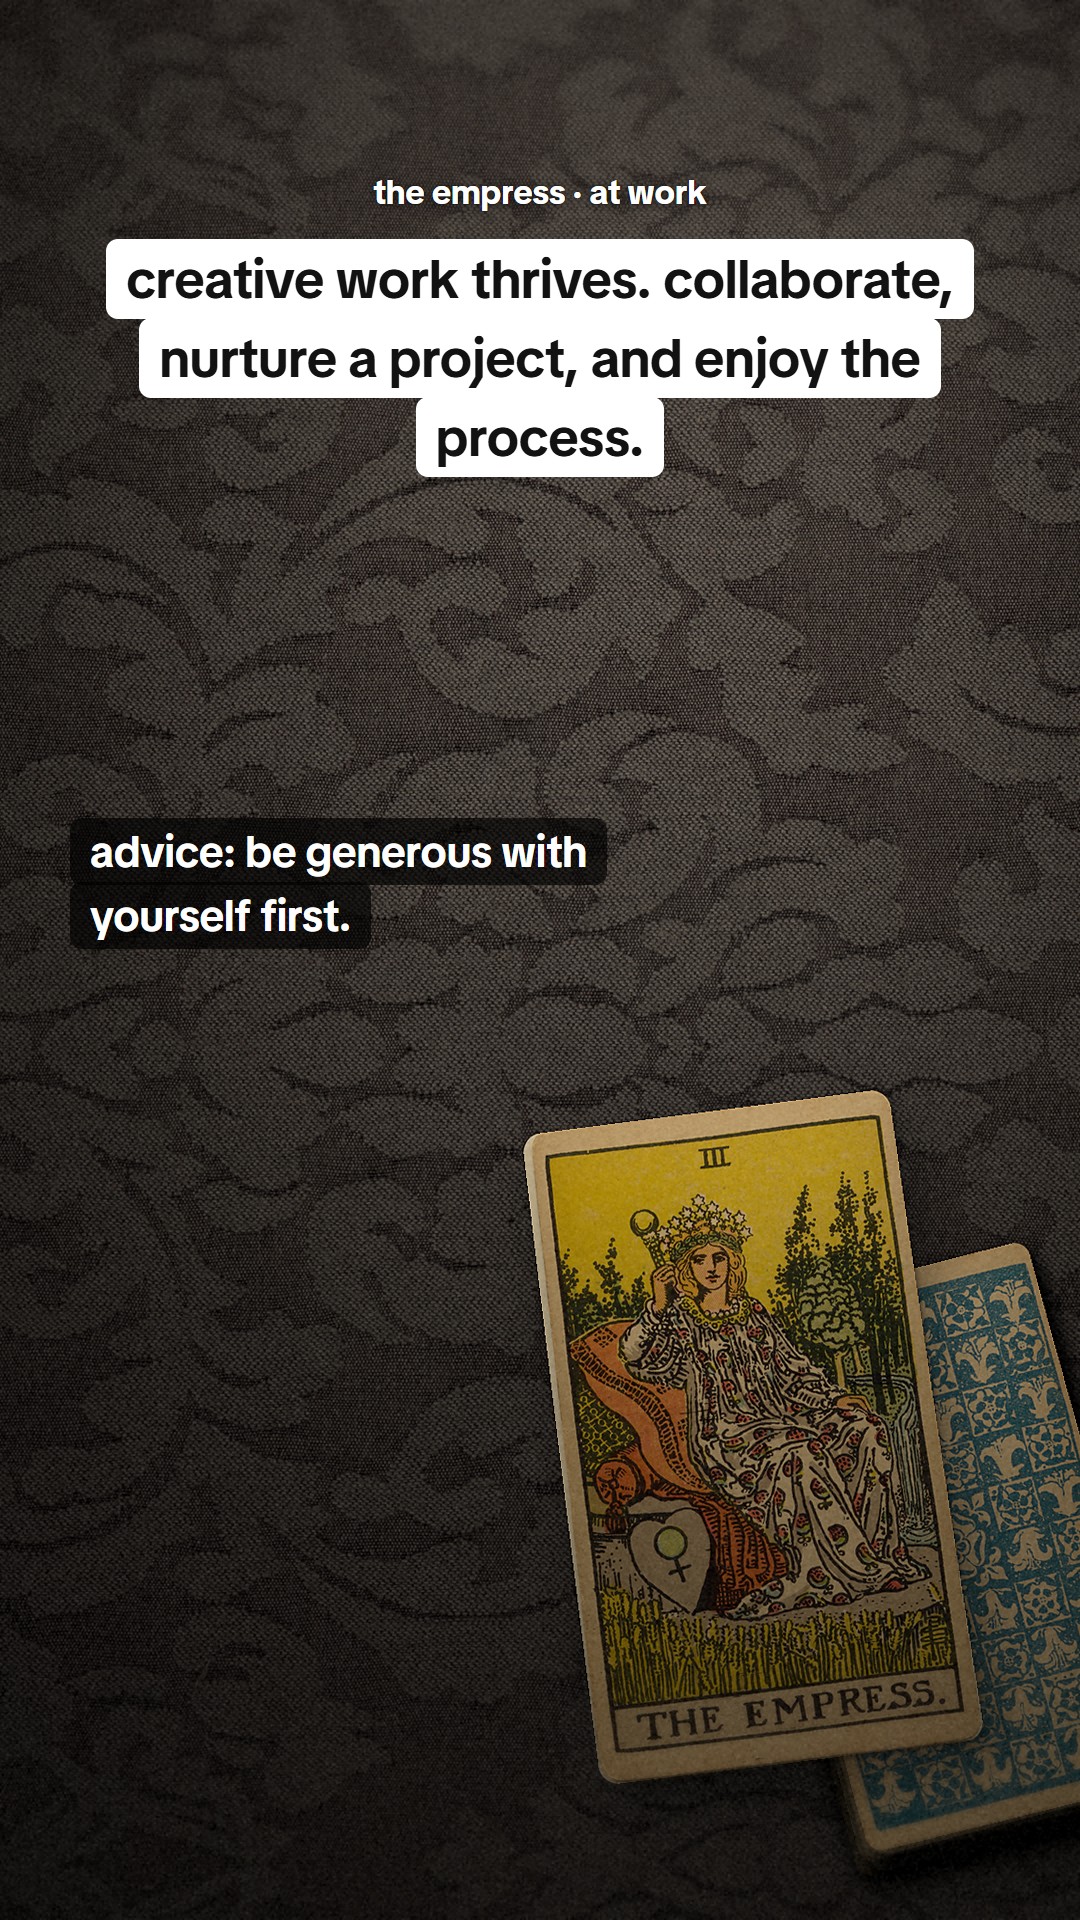 the empress · at work
creative work thrives. collaborate,
nurture a project, and enjoy the
process.
advice: be generous with
yourself first.
III
THE EMPRESS.